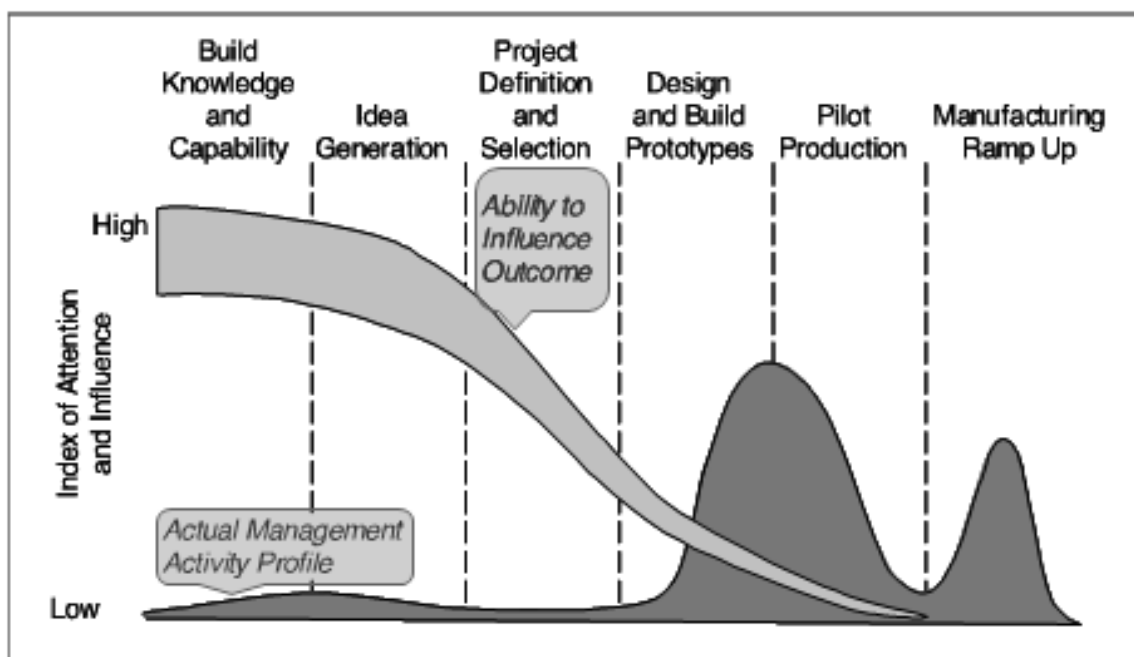 Build
Knowledge
and
Capability
Idea
Generation
Project
Definition
and
Selection
Design
and Build
Prototypes
Pilot
Production
Manufacturing
Ramp Up
High
Ability to
Influence
Outcome
Index of Attention
and Influence
Actual Management
Activity Profile
Low